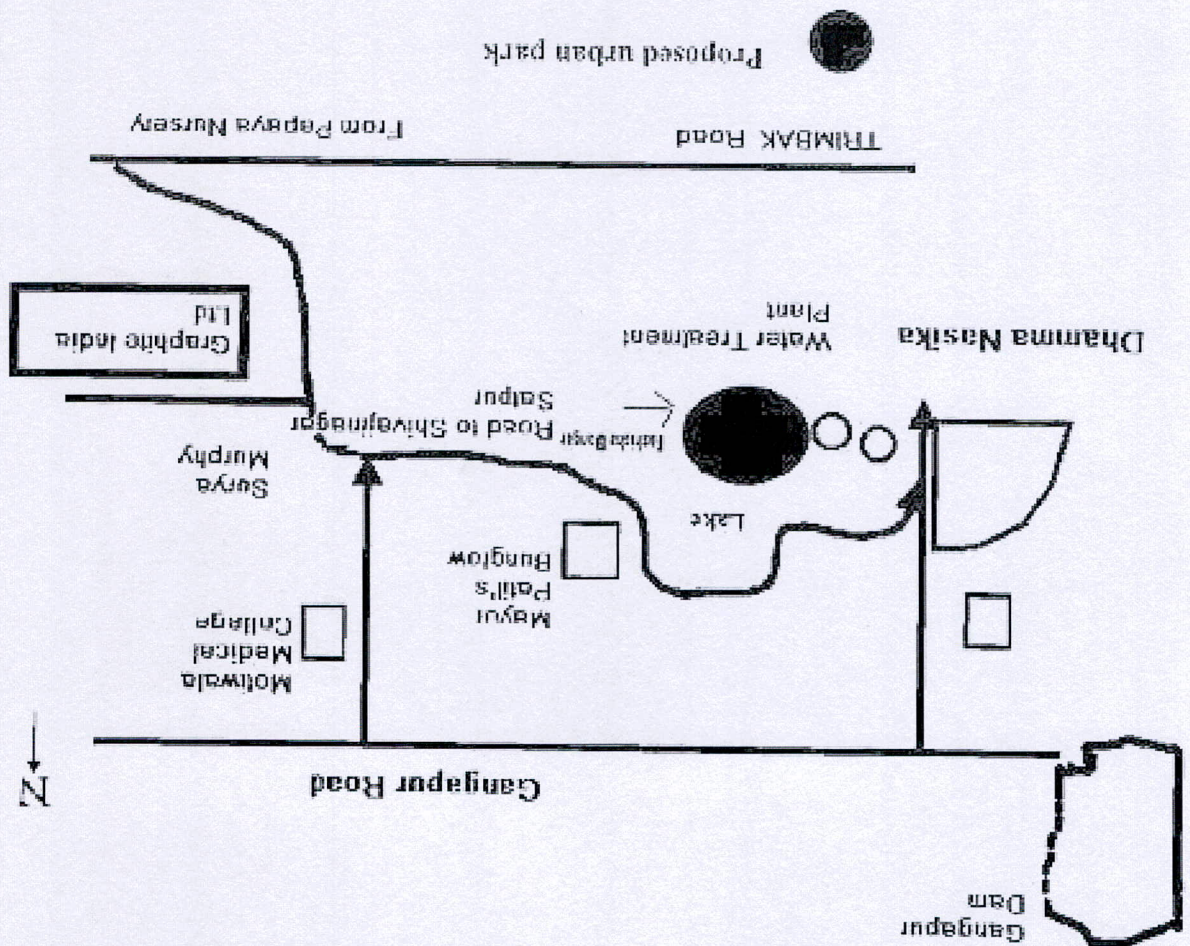 Gangapur
Dam
Gangapur Road
N
Motiwala
Medical
Collage
Mayur
Patil's
Bunglow
Lake
Surya
Murphy
Road to Shivajinagar
Satpur
Dhamma Nasika
Water Treatment
Plant
Graphite India
Ltd
TRIMBAK Road
From Papaya Nursery
Proposed urban park